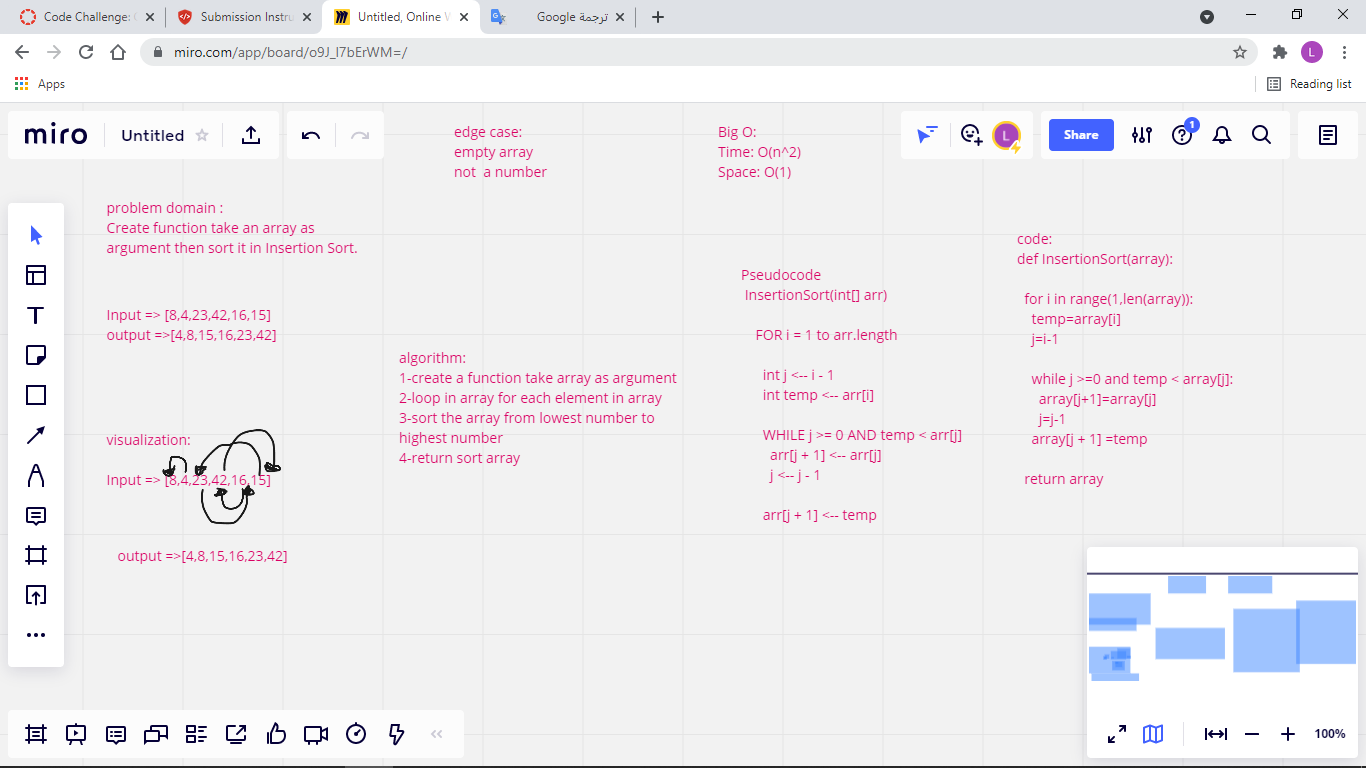 Code Challenge: 
Submission Instru
Untitled, Online W
Google ترجمة
miro.com/app/board/o9J_l7bErWM=/
L
Apps
Reading list
miro
Untitled
L
Share
1
edge case:
empty array
not a number
Big O:
Time: O(n^2)
Space: O(1)
problem domain :
Create function take an array as
argument then sort it in Insertion Sort.
Input => [8,4,23,42,16,15]
output =>[4,8,15,16,23,42]
visualization:
Input => [8,4,23,42,16,15]
output =>[4,8,15,16,23,42]
algorithm:
1-create a function take array as argument
2-loop in array for each element in array
3-sort the array from lowest number to
highest number
4-return sort array
Pseudocode
InsertionSort(int[] arr)
FOR i = 1 to arr.length
int j <-- i - 1
int temp <-- arr[i]
WHILE j >= 0 AND temp < arr[j]
arr[j + 1] <-- arr[j]
j <-- j - 1
arr[j + 1] <-- temp
code:
def InsertionSort(array):
for i in range(1,len(array)):
temp=array[i]
j=i-1
while j >=0 and temp < array[j]:
array[j+1]=array[j]
j=j-1
array[j + 1] =temp
return array
100%